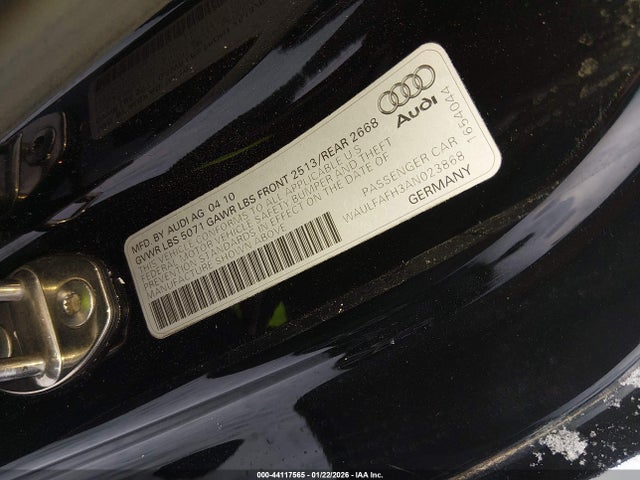 Audi
MFD. BY AUDI AG 04 10
GVWR LBS 5071 GAWR LBS FRONT 2513/REAR 2668
THIS VEHICLE CONFORMS TO ALL APPLICABLE U.S.
FEDERAL MOTOR VEHICLE SAFETY BUMPER AND THEFT
PREVENTION STANDARDS IN EFFECT ON THE DATE OF
MANUFACTURE SHOWN ABOVE
PASSENGER CAR
WAULFAFH3AN023868
GERMANY
1654044
000-44117565 - 01/22/2026 - IAA Inc.